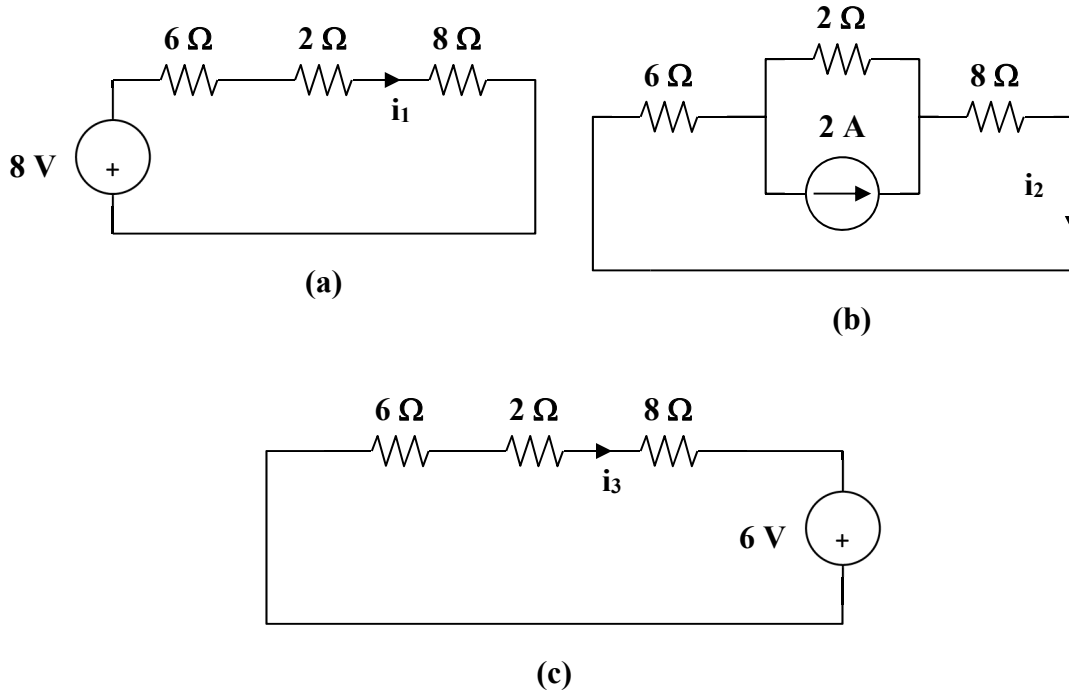 6 Ω 2 Ω 8 Ω
i₁
8 V
+
(a)
2 Ω
6 Ω 8 Ω
2 A
i₂
(b)
6 Ω 2 Ω 8 Ω
i₃
6 V
+
(c)